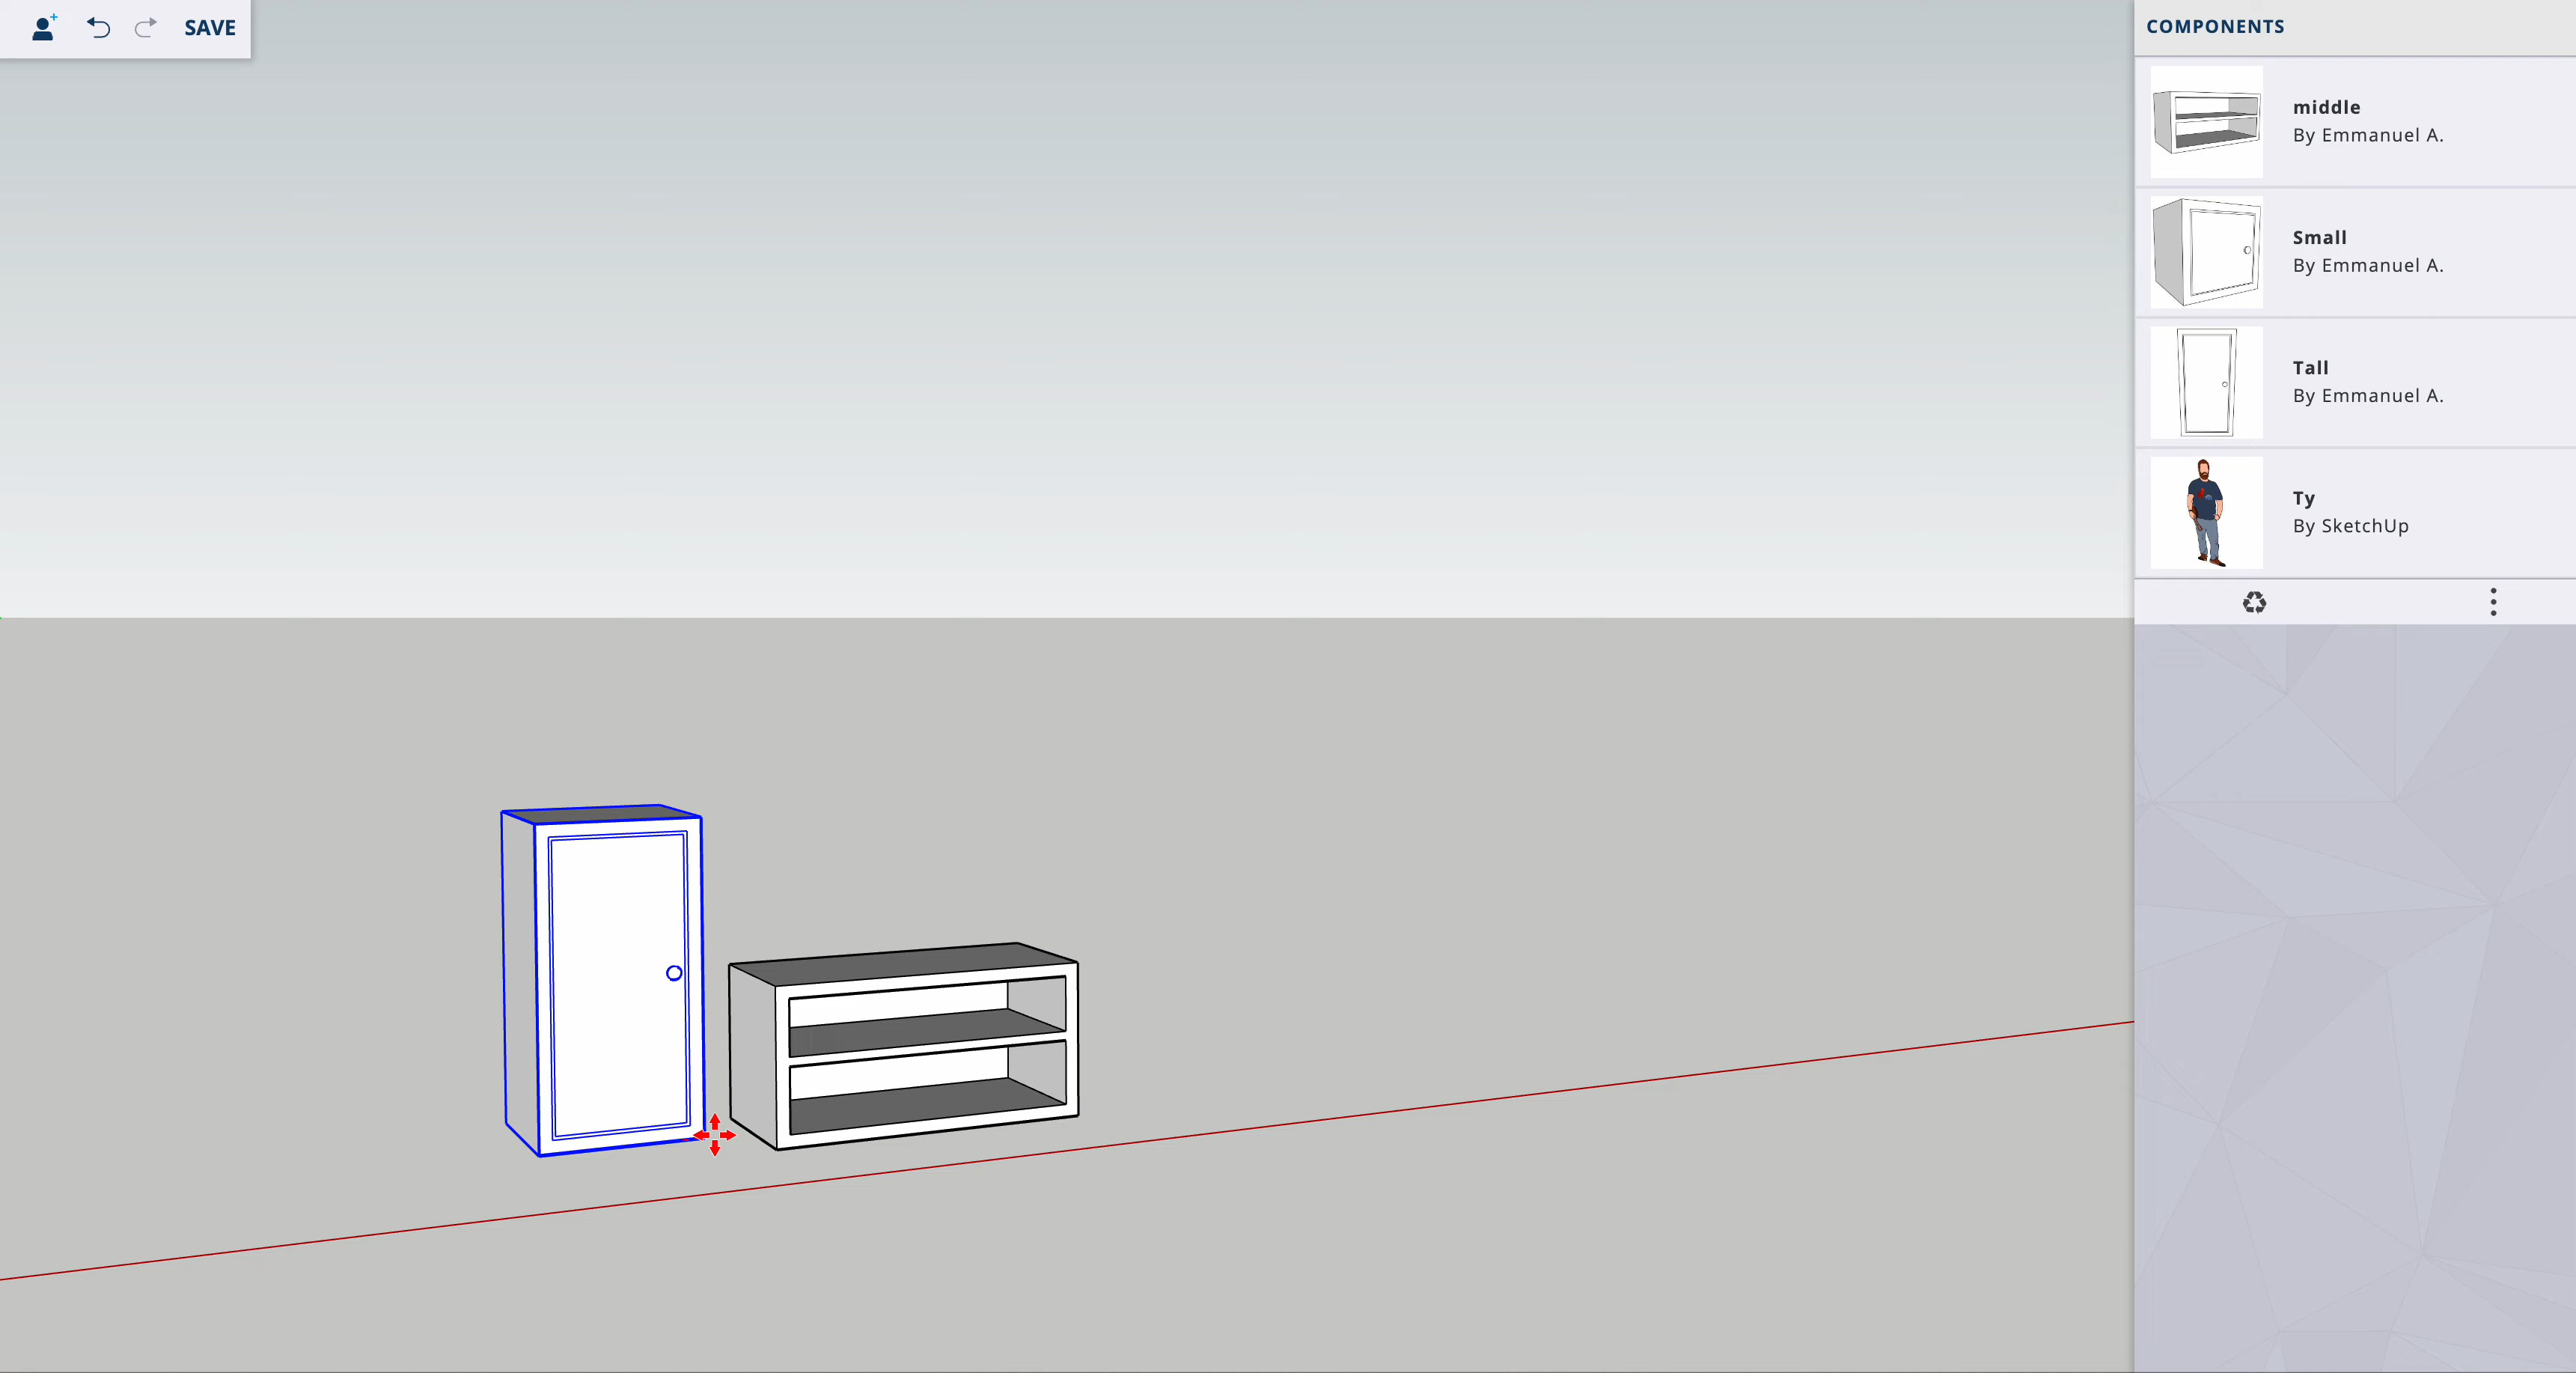 SAVE
COMPONENTS
middle
By Emmanuel A.
Small
By Emmanuel A.
Tall
By Emmanuel A.
Ty
By SketchUp